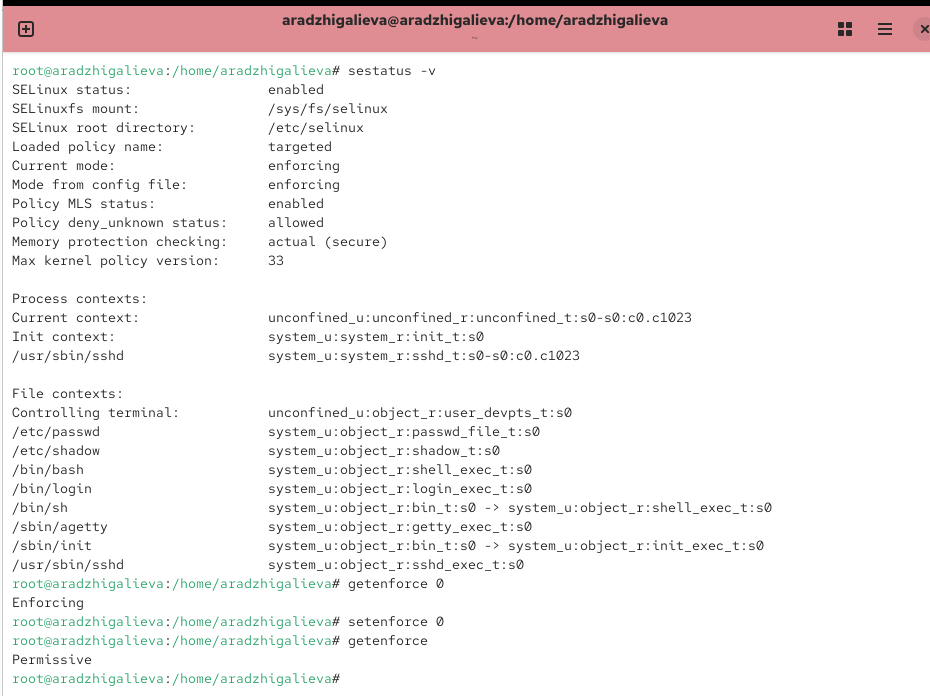 aradzhigalieva@aradzhigalieva:/home/aradzhigalieva
~
root@aradzhigalieva:/home/aradzhigalieva# sestatus -v
SELinux status:                 enabled
SELinuxfs mount:                /sys/fs/selinux
SELinux root directory:         /etc/selinux
Loaded policy name:             targeted
Current mode:                   enforcing
Mode from config file:          enforcing
Policy MLS status:              enabled
Policy deny_unknown status:     allowed
Memory protection checking:     actual (secure)
Max kernel policy version:      33

Process contexts:
Current context:                unconfined_u:unconfined_r:unconfined_t:s0-s0:c0.c1023
Init context:                   system_u:system_r:init_t:s0
/usr/sbin/sshd                  system_u:system_r:sshd_t:s0-s0:c0.c1023

File contexts:
Controlling terminal:           unconfined_u:object_r:user_devpts_t:s0
/etc/passwd                     system_u:object_r:passwd_file_t:s0
/etc/shadow                     system_u:object_r:shadow_t:s0
/bin/bash                       system_u:object_r:shell_exec_t:s0
/bin/login                      system_u:object_r:login_exec_t:s0
/bin/sh                         system_u:object_r:bin_t:s0 -> system_u:object_r:shell_exec_t:s0
/sbin/agetty                    system_u:object_r:getty_exec_t:s0
/sbin/init                      system_u:object_r:bin_t:s0 -> system_u:object_r:init_exec_t:s0
/usr/sbin/sshd                  system_u:object_r:sshd_exec_t:s0
root@aradzhigalieva:/home/aradzhigalieva# getenforce 0
Enforcing
root@aradzhigalieva:/home/aradzhigalieva# setenforce 0
root@aradzhigalieva:/home/aradzhigalieva# getenforce
Permissive
root@aradzhigalieva:/home/aradzhigalieva#